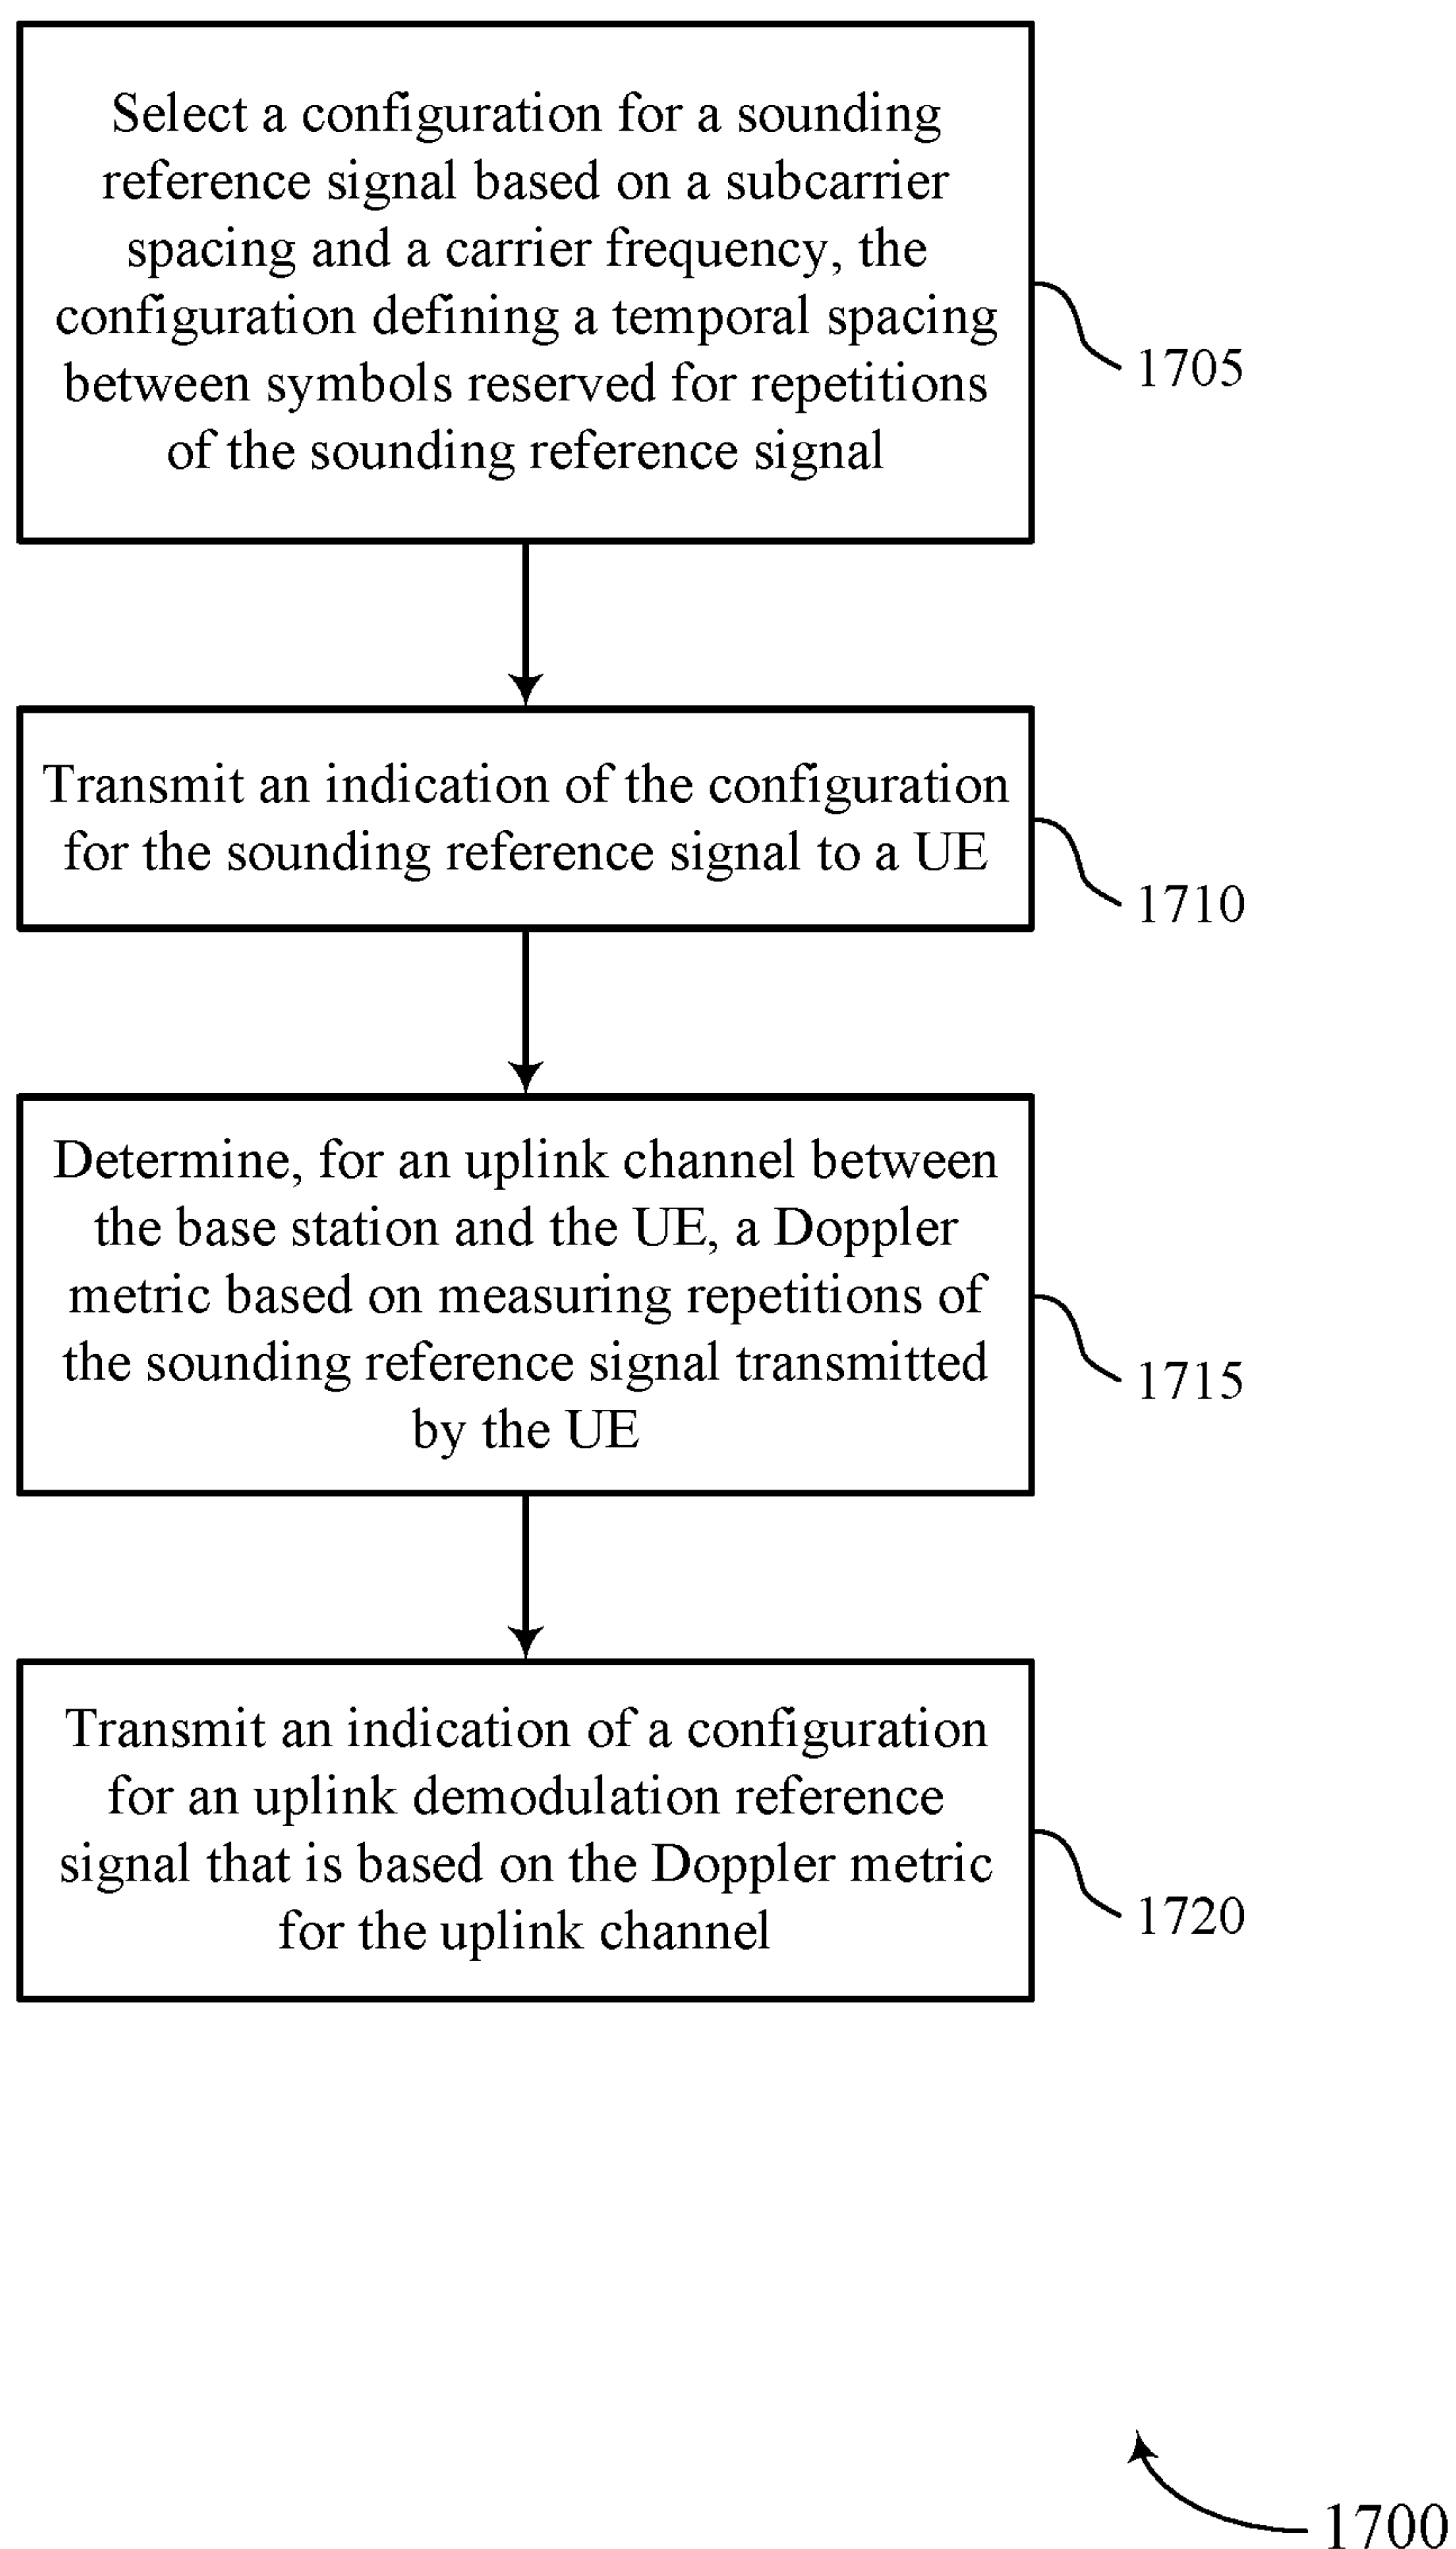 Select a configuration for a sounding
reference signal based on a subcarrier
spacing and a carrier frequency, the
configuration defining a temporal spacing
between symbols reserved for repetitions
of the sounding reference signal
1705
Transmit an indication of the configuration
for the sounding reference signal to a UE
1710
Determine, for an uplink channel between
the base station and the UE, a Doppler
metric based on measuring repetitions of
the sounding reference signal transmitted
by the UE
1715
Transmit an indication of a configuration
for an uplink demodulation reference
signal that is based on the Doppler metric
for the uplink channel
1720
1700